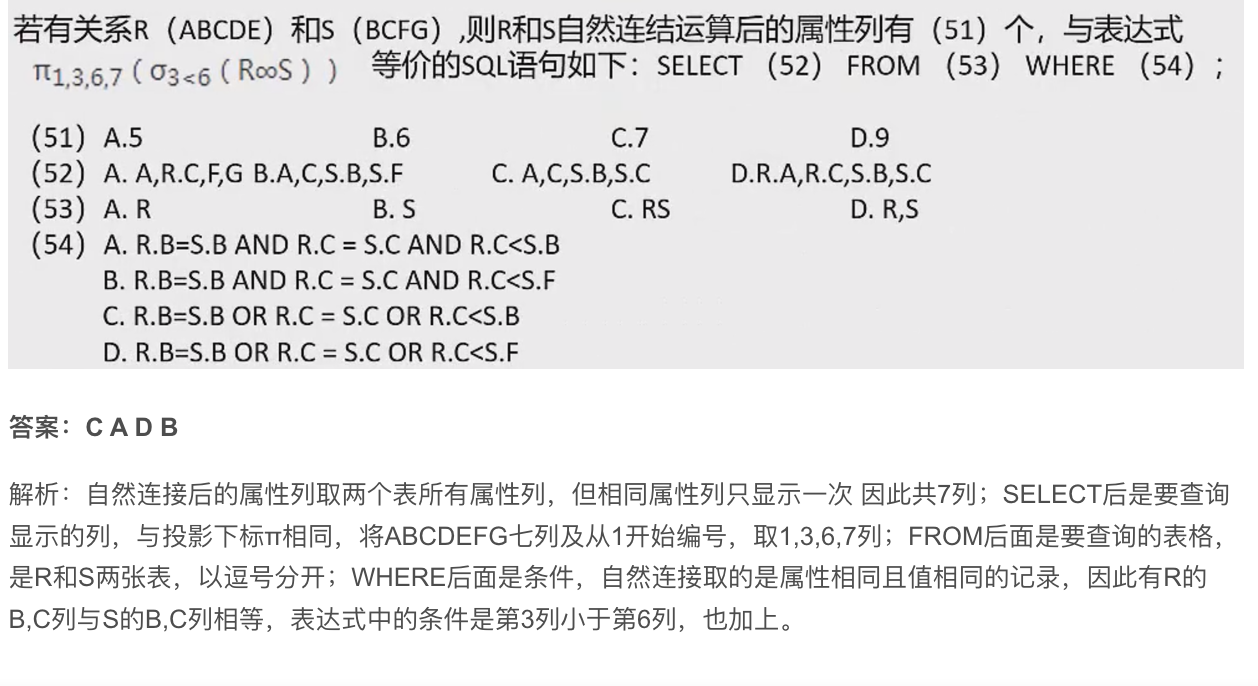 若有关系R（ABCDE）和S（BCFG）,则R和S自然连结运算后的属性列有（51）个，与表达式
π1,3,6,7（σ3<6（R∞S）） 等价的SQL语句如下：SELECT （52） FROM （53） WHERE （54）；
（51）A.5 B.6 C.7 D.9
（52）A. A,R.C,F,G B.A,C,S.B,S.F C. A,C,S.B,S.C D.R.A,R.C,S.B,S.C
（53）A. R B. S C. RS D. R,S
（54）A. R.B=S.B AND R.C = S.C AND R.C<S.B
B. R.B=S.B AND R.C = S.C AND R.C<S.F
C. R.B=S.B OR R.C = S.C OR R.C<S.B
D. R.B=S.B OR R.C = S.C OR R.C<S.F
答案：C A D B
解析：自然连接后的属性列取两个表所有属性列，但相同属性列只显示一次 因此共7列；SELECT后是要查询
显示的列，与投影下标π相同，将ABCDEFG七列及从1开始编号，取1,3,6,7列；FROM后面是要查询的表格，
是R和S两张表，以逗号分开；WHERE后面是条件，自然连接取的是属性相同且值相同的记录，因此有R的
B,C列与S的B,C列相等，表达式中的条件是第3列小于第6列，也加上。